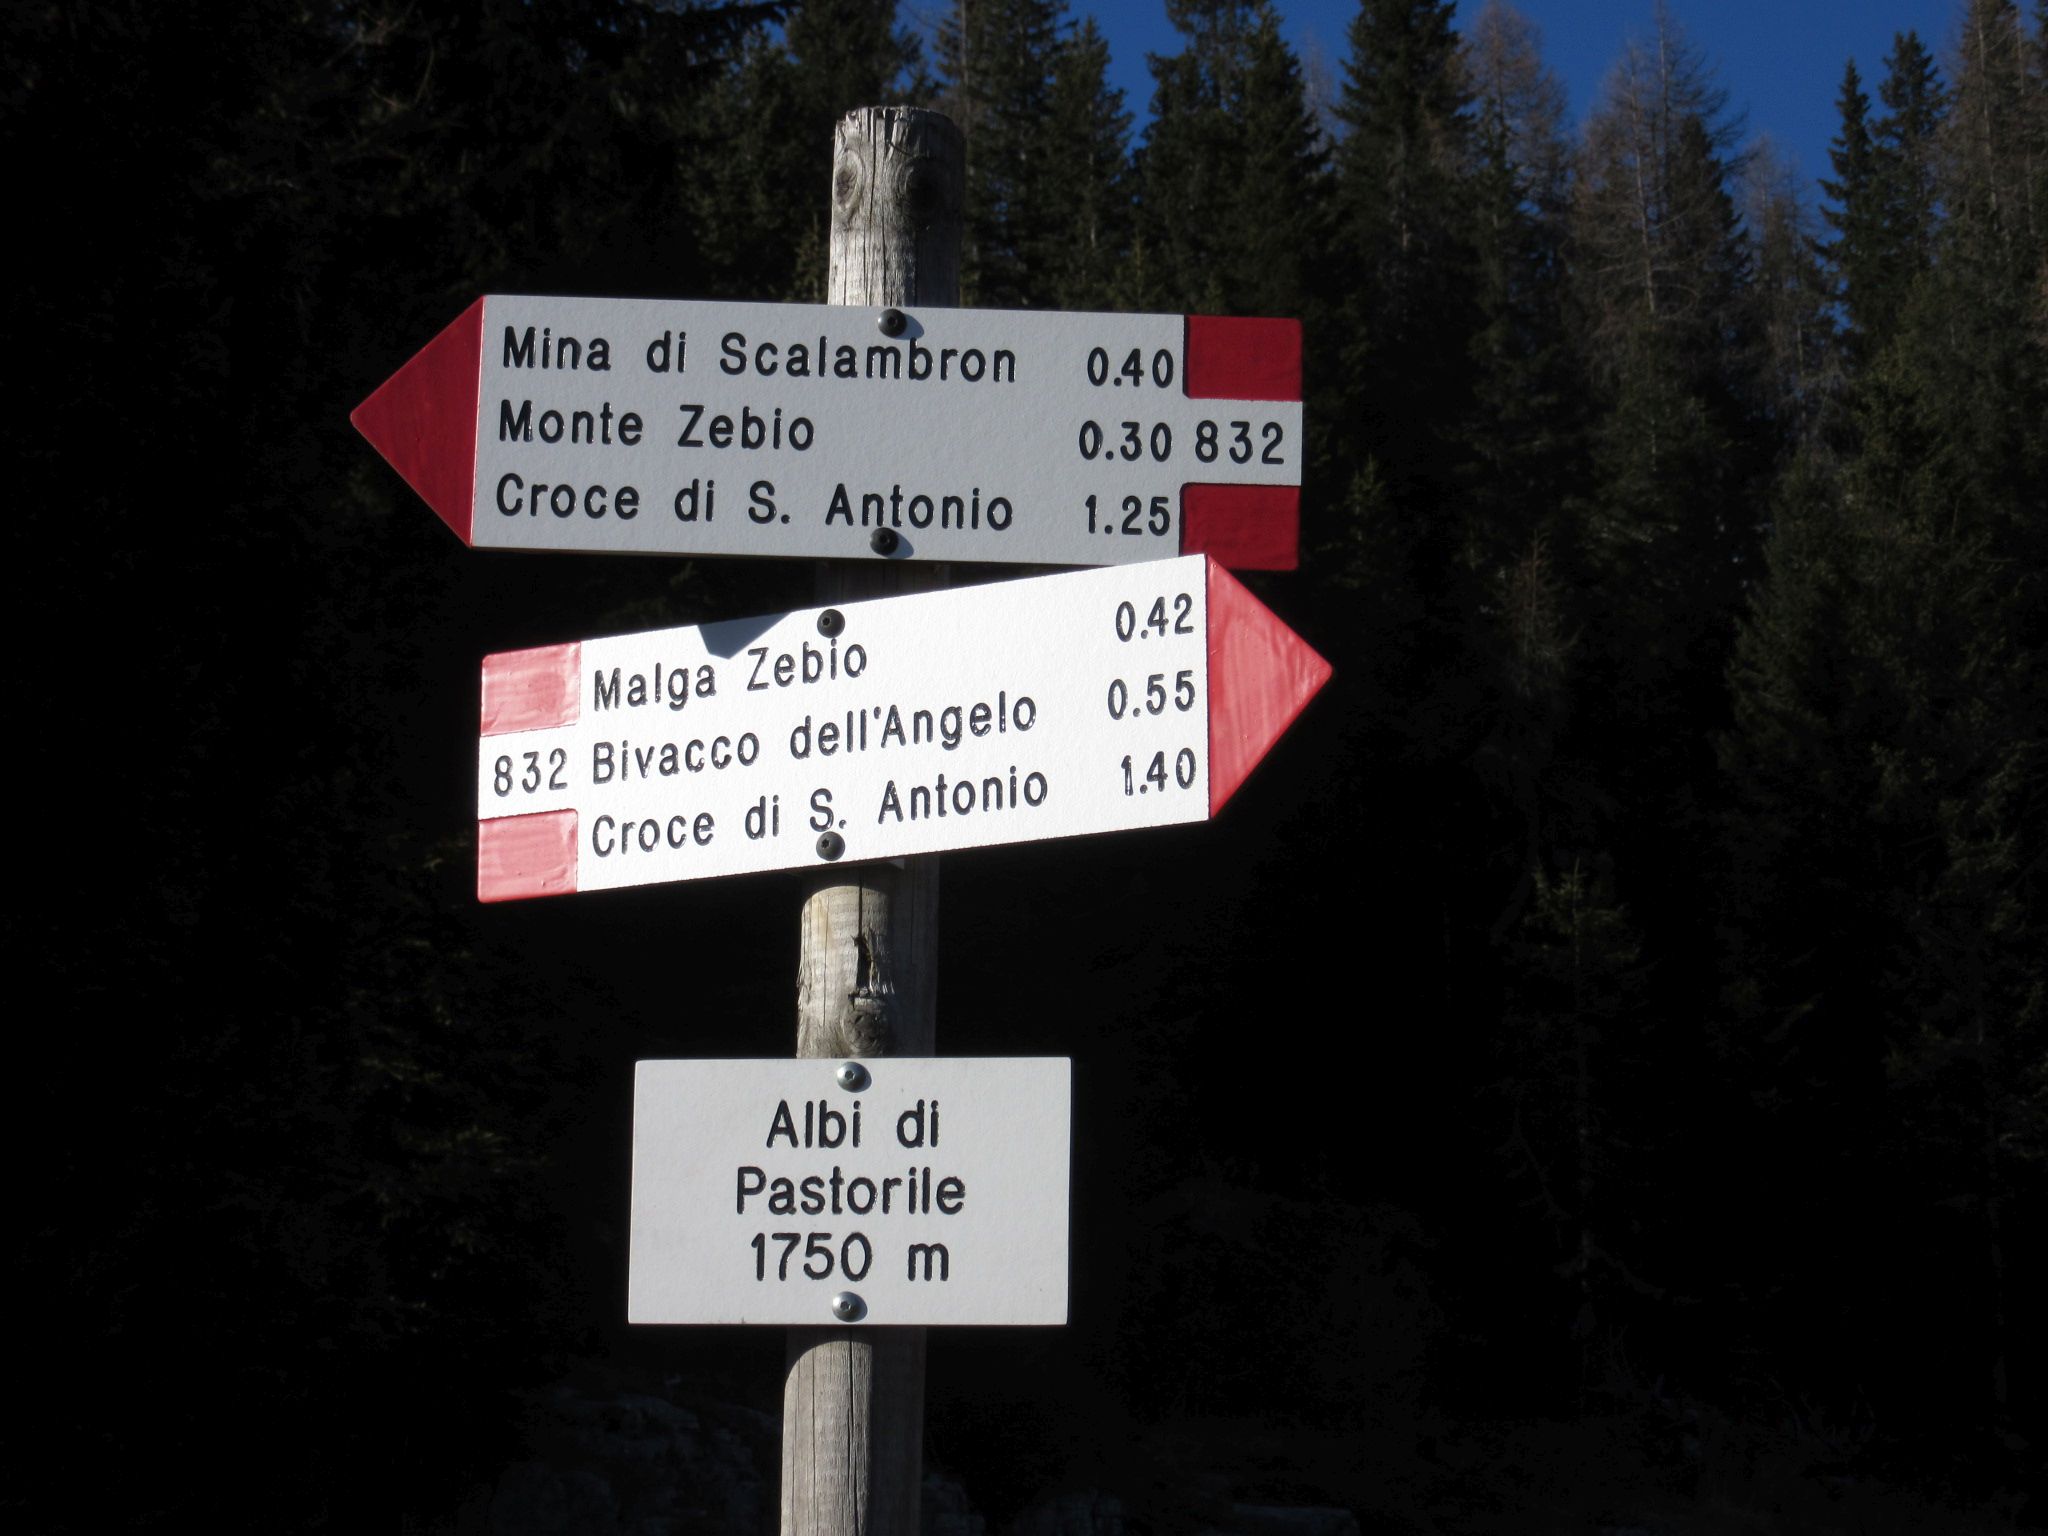 Mina di Scalambron 0.40
Monte Zebio 0.30 832
Croce di S. Antonio 1.25
Malga Zebio 0.42
832 Bivacco dell'Angelo 0.55
Croce di S. Antonio 1.40
Albi di
Pastorile
1750 m